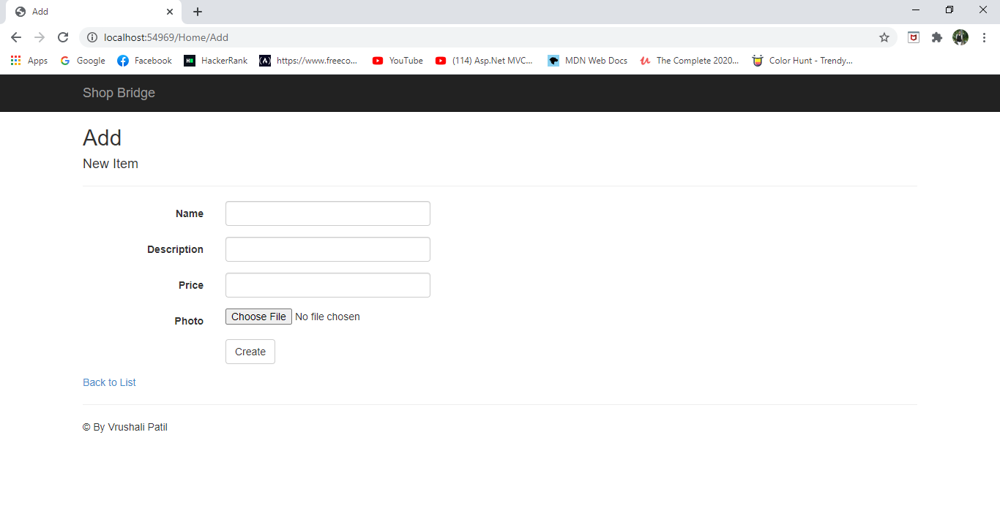 Add
localhost:54969/Home/Add
Apps Google Facebook HackerRank https://www.freeco... YouTube (114) Asp.Net MVC... MDN Web Docs The Complete 2020... Color Hunt - Trendy...
Shop Bridge
Add
New Item
Name
Description
Price
Photo Choose File No file chosen
Create
Back to List
© By Vrushali Patil